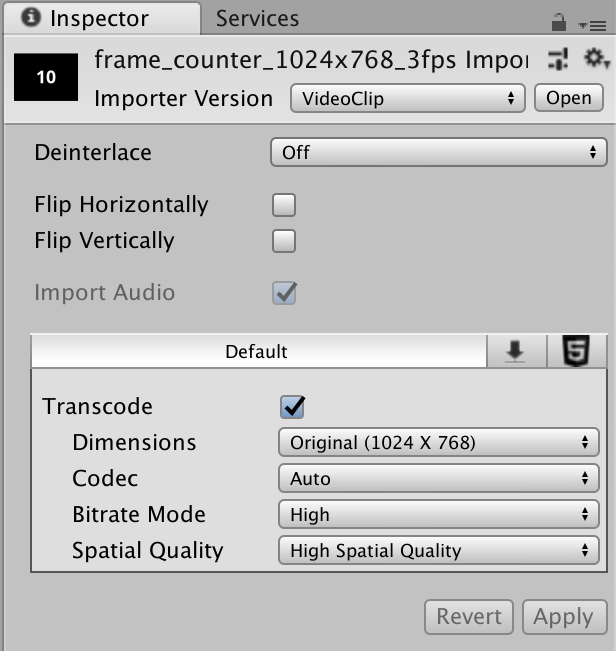 Inspector Services
10
frame_counter_1024x768_3fps Impor
Importer Version VideoClip Open
Deinterlace Off
Flip Horizontally
Flip Vertically
Import Audio
Default 5
Transcode
Dimensions Original (1024 X 768)
Codec Auto
Bitrate Mode High
Spatial Quality High Spatial Quality
Revert Apply